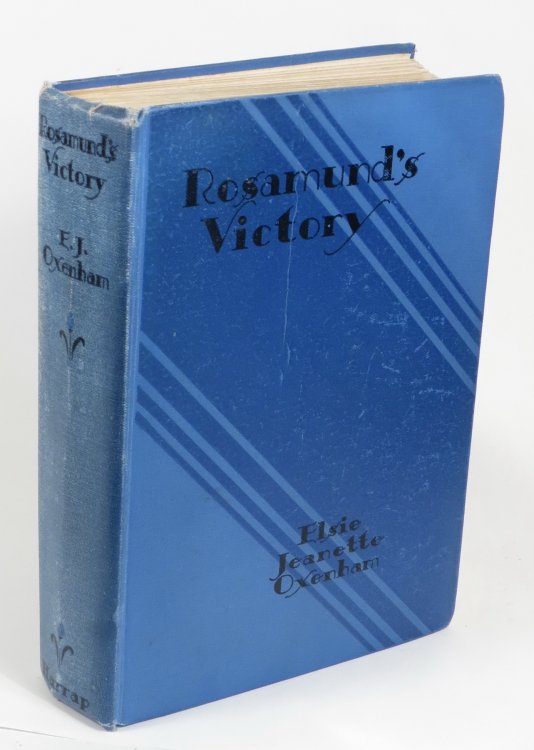 Rosamund's
Victory
E.J.
Oxenham
Harrap
Rosamund's
Victory
Elsie
Jeanette
Oxenham